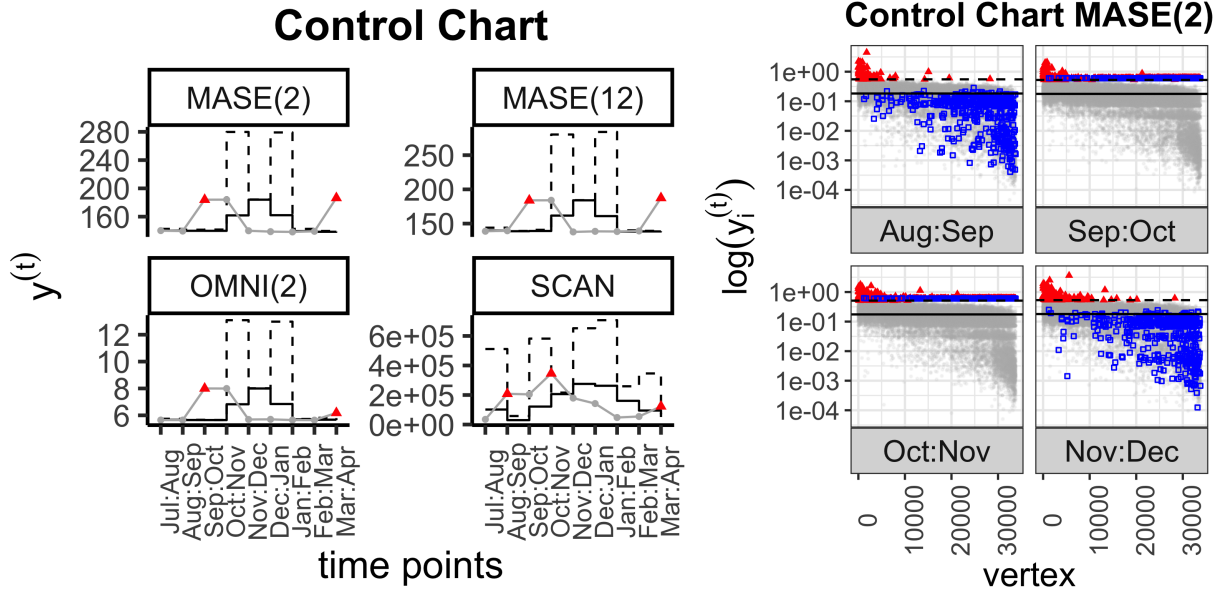 Control Chart
MASE(2)
MASE(12)
280
240
200
160
250
200
150
y(t)
OMNI(2)
SCAN
12
10
8
6
6e+05
4e+05
2e+05
0e+00
Jul:Aug
Aug:Sep
Sep:Oct
Oct:Nov
Nov:Dec
Dec:Jan
Jan:Feb
Feb:Mar
Mar:Apr
Jul:Aug
Aug:Sep
Sep:Oct
Oct:Nov
Nov:Dec
Dec:Jan
Jan:Feb
Feb:Mar
Mar:Apr
time points
Control Chart MASE(2)
1e+00
1e-01
1e-02
1e-03
1e-04
Aug:Sep
Sep:Oct
log(yi(t))
1e+00
1e-01
1e-02
1e-03
1e-04
Oct:Nov
Nov:Dec
0
10000
20000
30000
0
10000
20000
30000
vertex